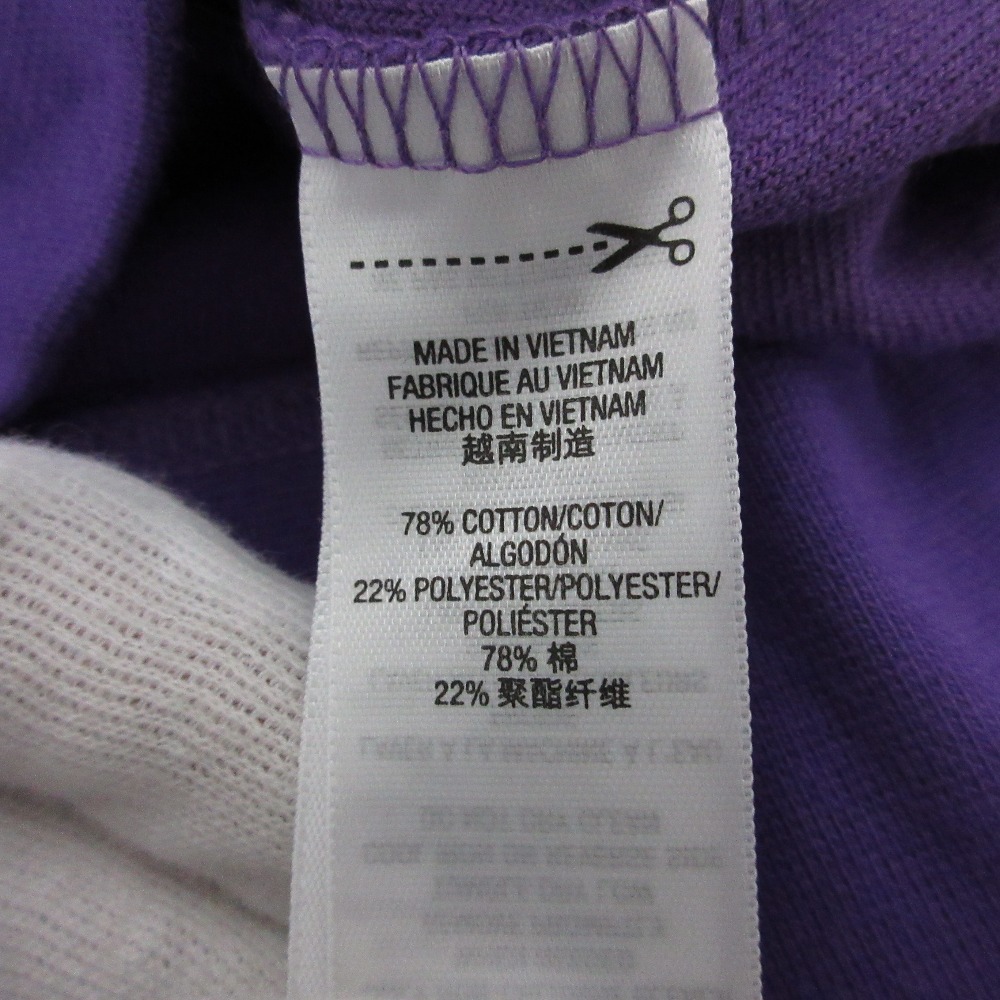 MADE IN VIETNAM
FABRIQUE AU VIETNAM
HECHO EN VIETNAM
越南制造
78% COTTON/COTON/
ALGODÓN
22% POLYESTER/POLYESTER/
POLIÉSTER
78% 棉
22% 聚酯纤维